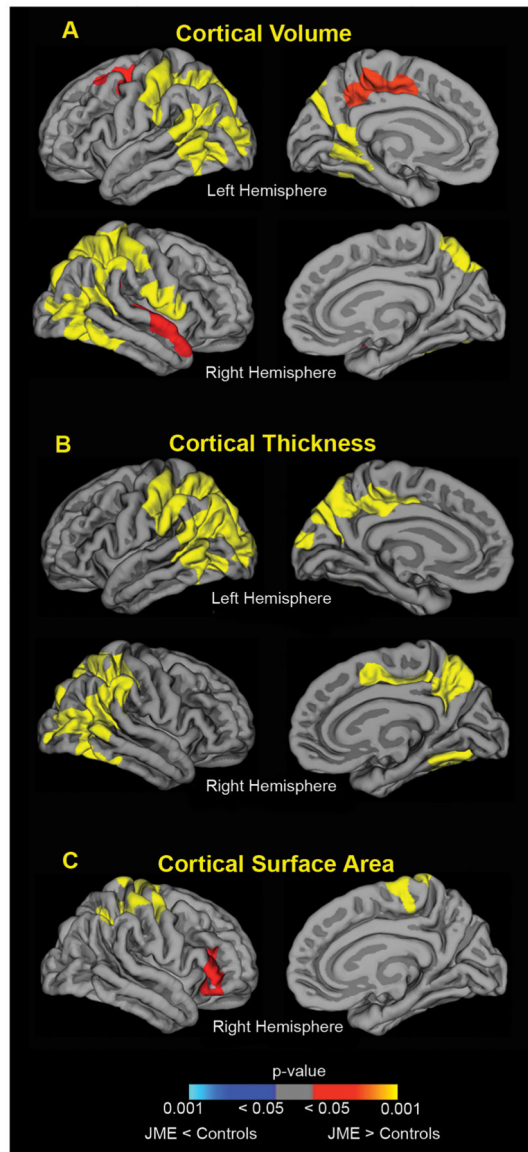 A Cortical Volume
Left Hemisphere
Right Hemisphere
B Cortical Thickness
Left Hemisphere
Right Hemisphere
C Cortical Surface Area
Right Hemisphere
p-value
0.001 < 0.05 < 0.05 0.001
JME < Controls JME > Controls